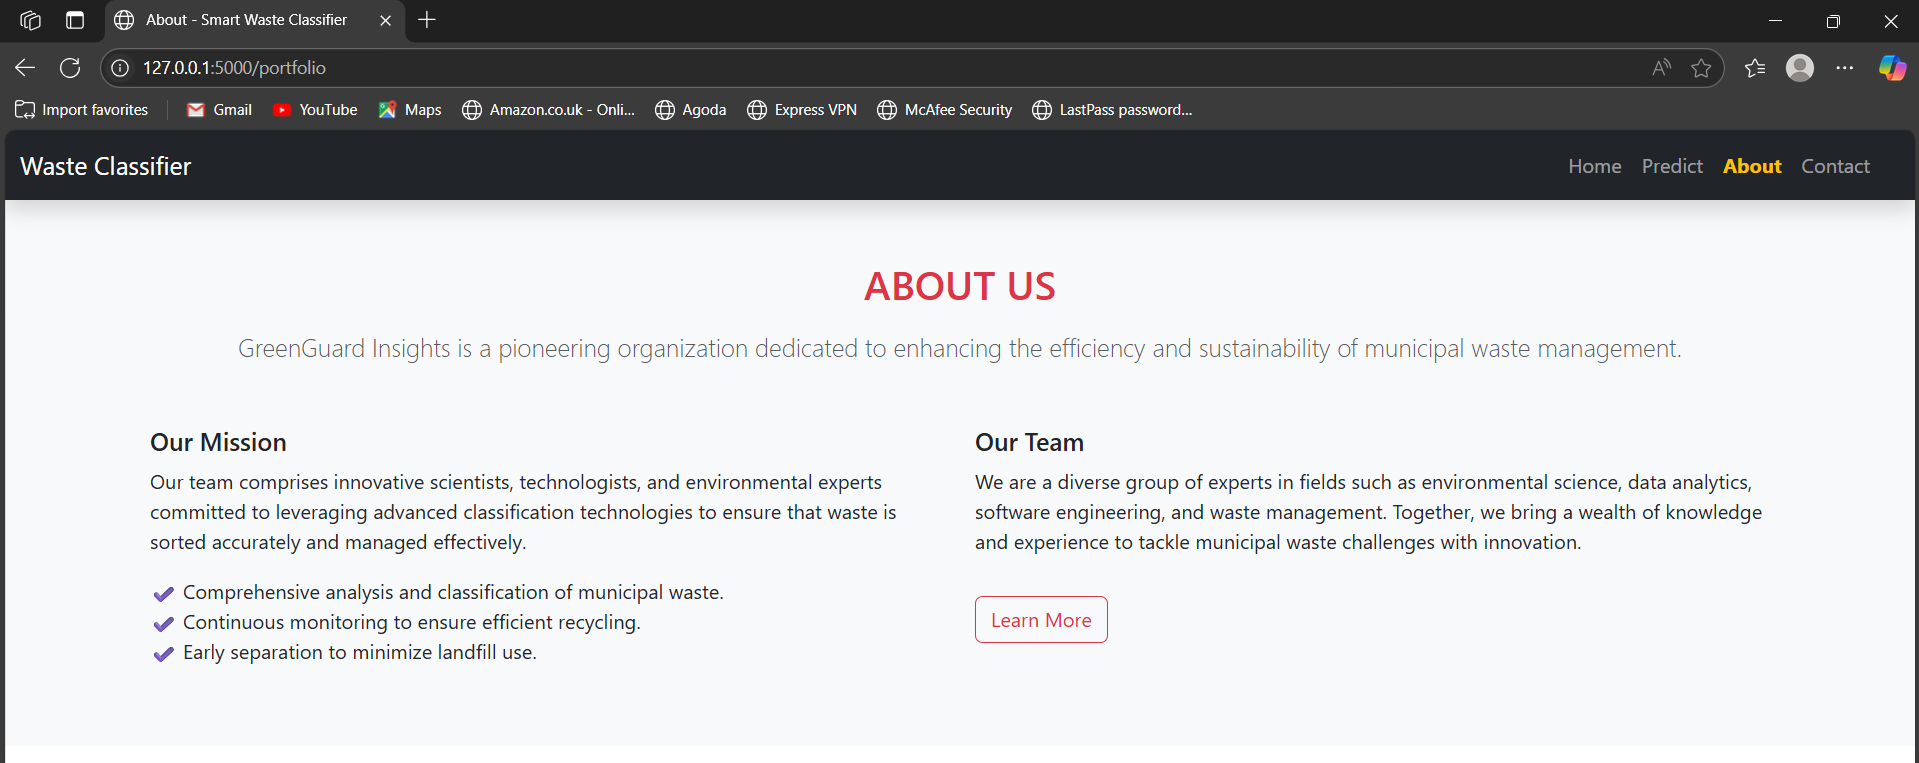 About - Smart Waste Classifier
127.0.0.1:5000/portfolio
Import favorites Gmail YouTube Maps Amazon.co.uk - Onli... Agoda Express VPN McAfee Security LastPass password...
Waste Classifier Home Predict About Contact
ABOUT US
GreenGuard Insights is a pioneering organization dedicated to enhancing the efficiency and sustainability of municipal waste management.
Our Mission
Our team comprises innovative scientists, technologists, and environmental experts
committed to leveraging advanced classification technologies to ensure that waste is
sorted accurately and managed effectively.
✔ Comprehensive analysis and classification of municipal waste.
✔ Continuous monitoring to ensure efficient recycling.
✔ Early separation to minimize landfill use.
Our Team
We are a diverse group of experts in fields such as environmental science, data analytics,
software engineering, and waste management. Together, we bring a wealth of knowledge
and experience to tackle municipal waste challenges with innovation.
Learn More